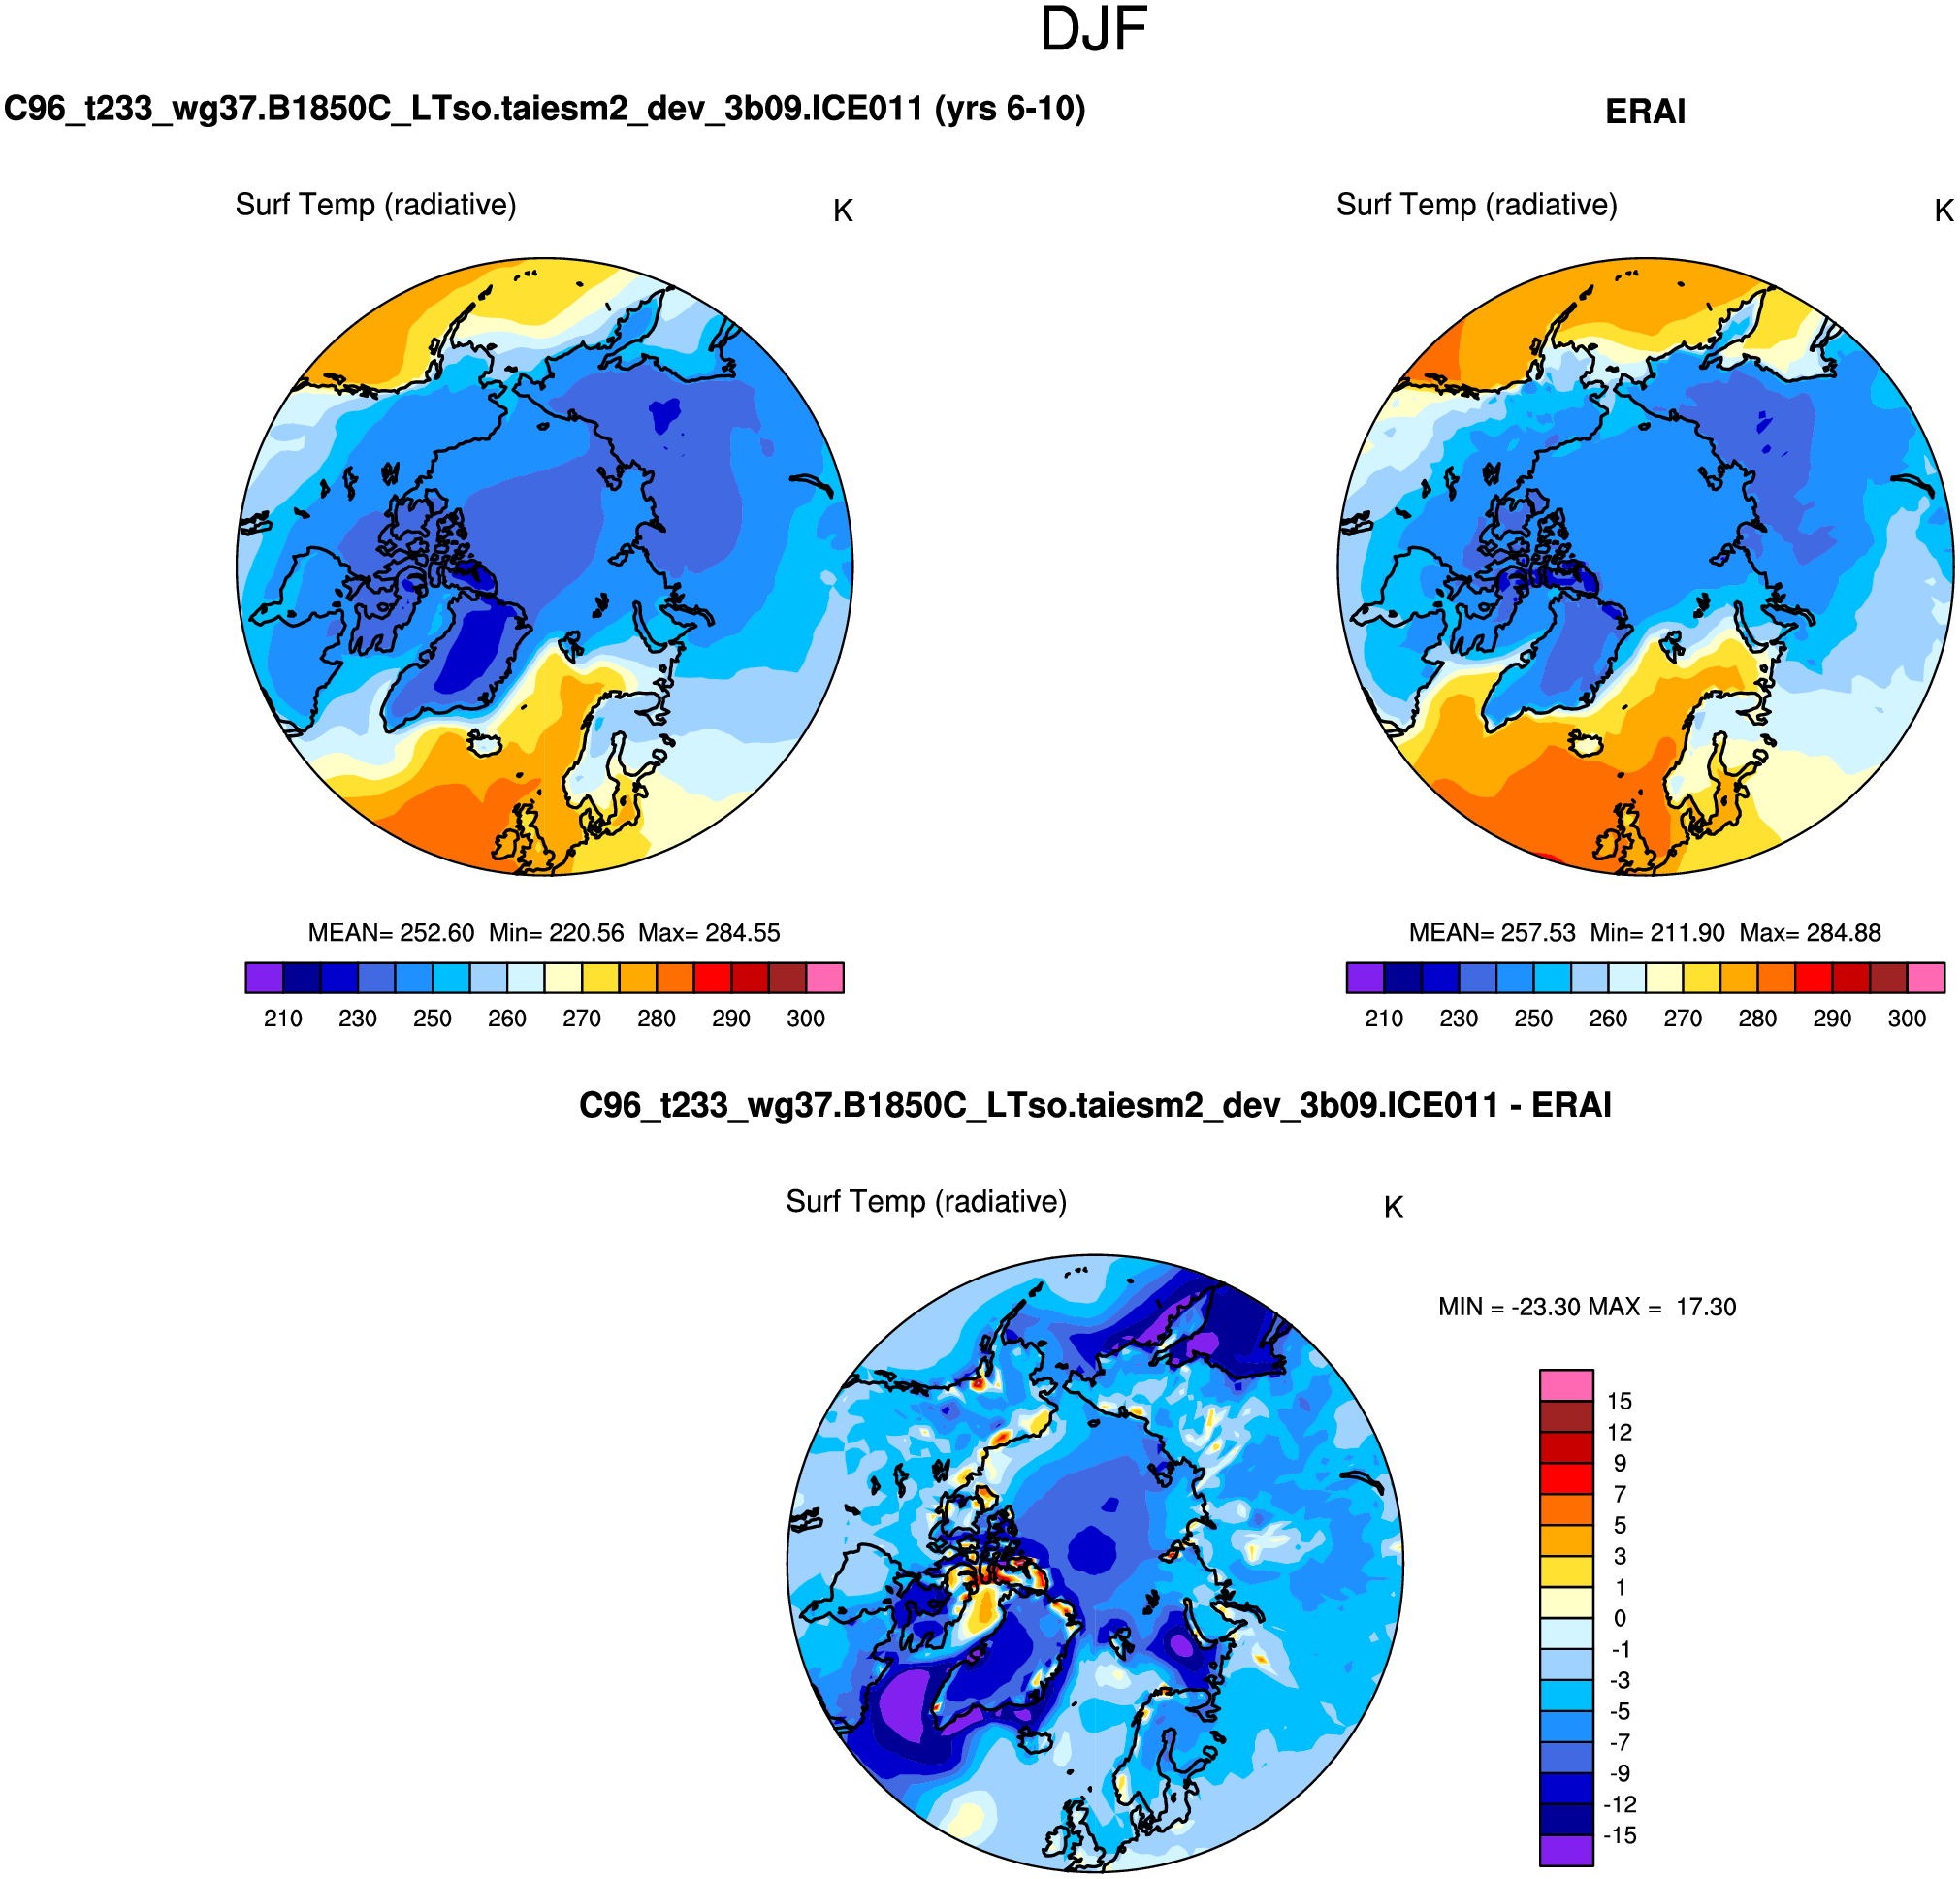 DJF
C96_t233_wg37.B1850C_LTso.taiesm2_dev_3b09.ICE011 (yrs 6-10)
ERAI
Surf Temp (radiative) K
Surf Temp (radiative) K
MEAN= 252.60 Min= 220.56 Max= 284.55
MEAN= 257.53 Min= 211.90 Max= 284.88
210 230 250 260 270 280 290 300
210 230 250 260 270 280 290 300
C96_t233_wg37.B1850C_LTso.taiesm2_dev_3b09.ICE011 - ERAI
Surf Temp (radiative) K
MIN = -23.30 MAX = 17.30
15
12
9
7
5
3
1
0
-1
-3
-5
-7
-9
-12
-15